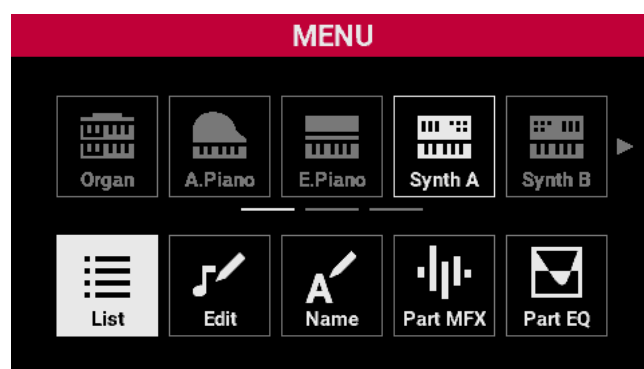 MENU
Organ A.Piano E.Piano Synth A Synth B
List Edit Name Part MFX Part EQ